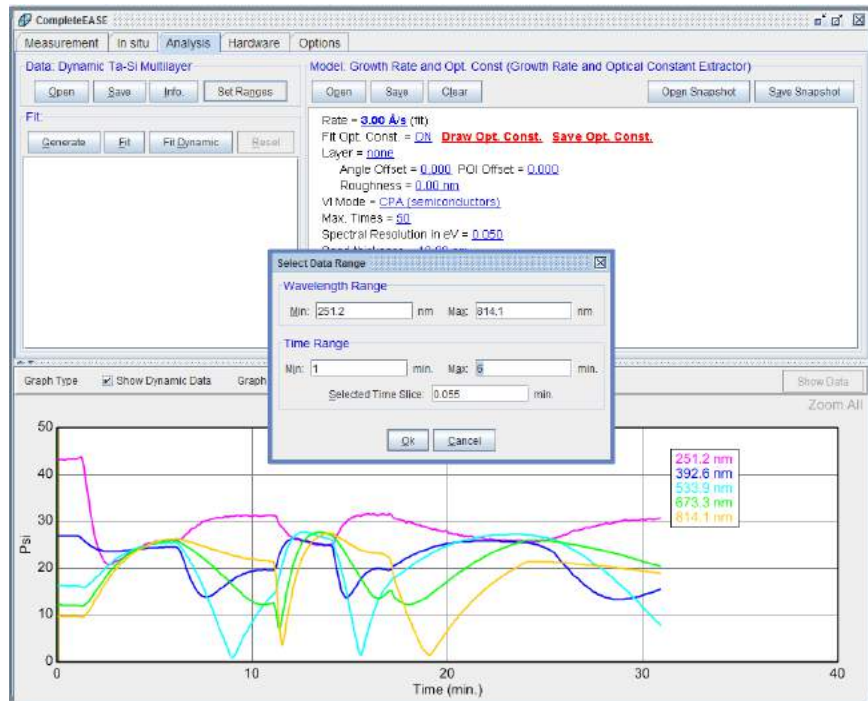 CompleteEASE
Measurement In situ Analysis Hardware Options
Data: Dynamic Ta-Si Multilayer
Open Save Info. Set Ranges
Fit:
Generate Fit Fit Dynamic Reset
Model: Growth Rate and Opt. Const (Growth Rate and Optical Constant Extractor)
Open Save Clear Open Snapshot Save Snapshot
Rate = 3.00 Å/s (fit)
Fit Opt. Const. = ON Draw Opt. Const. Save Opt. Const.
Layer = none
Angle Offset = 0.000 POI Offset = 0.000
Roughness = 0.00 nm
VI Mode = CPA (semiconductors)
Max. Times = 50
Spectral Resolution in eV = 0.050
Select Data Range
Wavelength Range
Min: 251.2 nm Max: 814.1 nm
Time Range
Min: 1 min. Max: 6 min.
Selected Time Slice: 0.055 min.
Ok Cancel
Graph Type Show Dynamic Data Graph Show Data
Zoom All
50
40
30
20
10
0
Psi
251.2 nm
392.6 nm
533.9 nm
673.3 nm
814.1 nm
0 10 20 30 40
Time (min.)